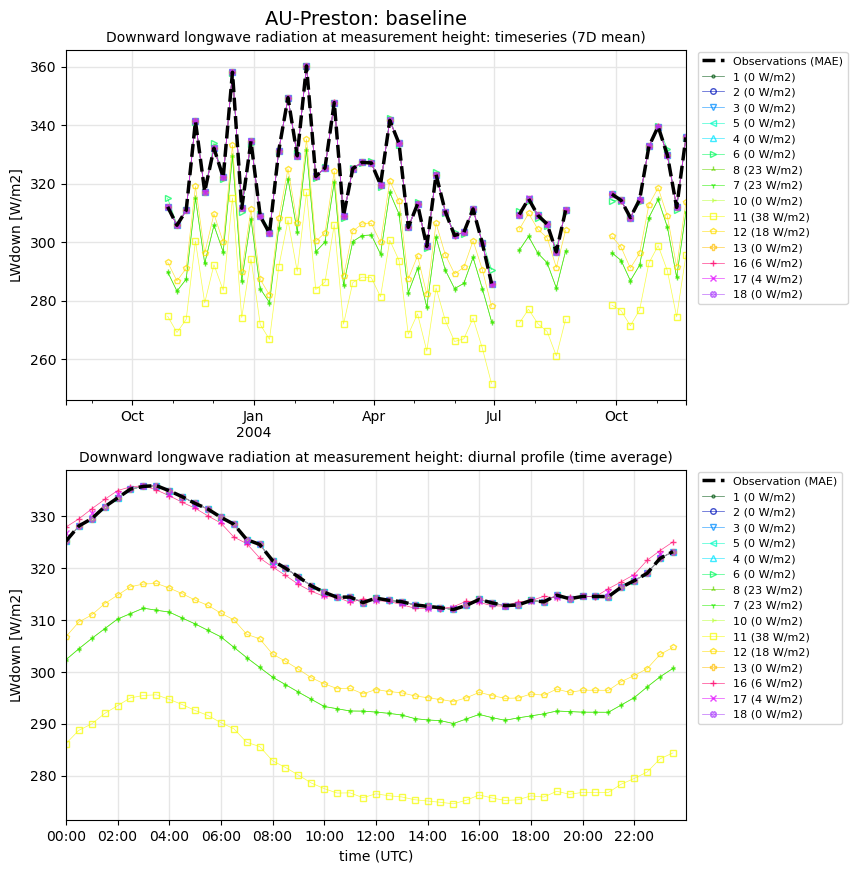 AU-Preston: baseline
Downward longwave radiation at measurement height: timeseries (7D mean)
360
340
320
300
280
260
LWdown [W/m2]
Oct
Jan
2004
Apr
Jul
Oct
Observations (MAE)
1 (0 W/m2)
2 (0 W/m2)
3 (0 W/m2)
5 (0 W/m2)
4 (0 W/m2)
6 (0 W/m2)
8 (23 W/m2)
7 (23 W/m2)
10 (0 W/m2)
11 (38 W/m2)
12 (18 W/m2)
13 (0 W/m2)
16 (6 W/m2)
17 (4 W/m2)
18 (0 W/m2)
Downward longwave radiation at measurement height: diurnal profile (time average)
330
320
310
300
290
280
LWdown [W/m2]
00:00 02:00 04:00 06:00 08:00 10:00 12:00 14:00 16:00 18:00 20:00 22:00
time (UTC)
Observation (MAE)
1 (0 W/m2)
2 (0 W/m2)
3 (0 W/m2)
5 (0 W/m2)
4 (0 W/m2)
6 (0 W/m2)
8 (23 W/m2)
7 (23 W/m2)
10 (0 W/m2)
11 (38 W/m2)
12 (18 W/m2)
13 (0 W/m2)
16 (6 W/m2)
17 (4 W/m2)
18 (0 W/m2)